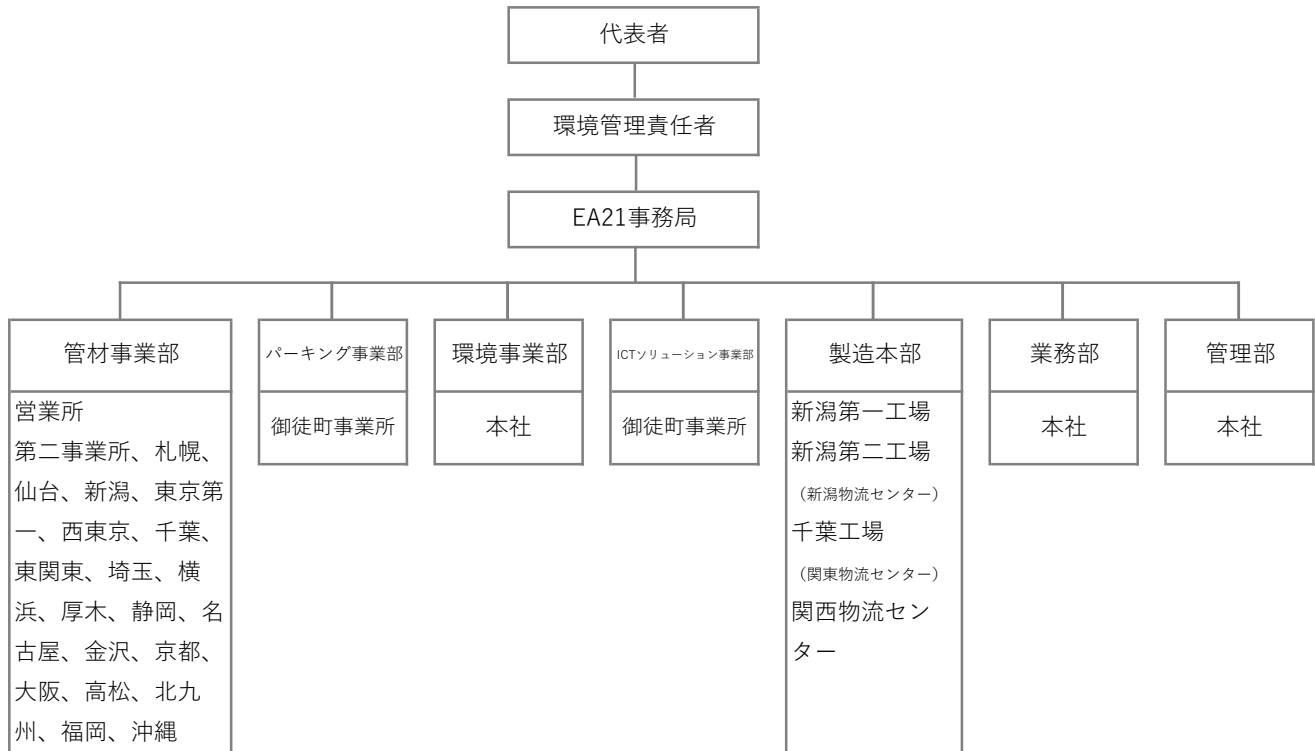 代表者
環境管理責任者
EA21事務局
管材事業部
パーキング事業部
環境事業部
ICTソリューション事業部
製造本部
業務部
管理部
営業所
第二事業所、札幌、
仙台、新潟、東京第
一、西東京、千葉、
東関東、埼玉、横
浜、厚木、静岡、名
古屋、金沢、京都、
大阪、高松、北九
州、福岡、沖縄
御徒町事業所
本社
御徒町事業所
新潟第一工場
新潟第二工場
（新潟物流センター）
千葉工場
（関東物流センター）
関西物流セン
ター
本社
本社